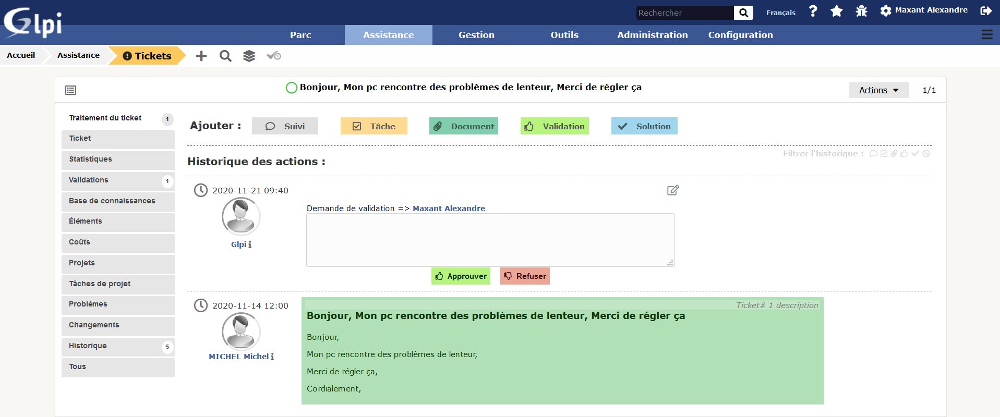 Glpi
Rechercher
Français
Maxant Alexandre
Parc
Assistance
Gestion
Outils
Administration
Configuration
Accueil
Assistance
Tickets
Bonjour, Mon pc rencontre des problèmes de lenteur, Merci de régler ça
Actions
1/1
Traitement du ticket 1
Ticket
Statistiques
Validations 1
Base de connaissances
Éléments
Coûts
Projets
Tâches de projet
Problèmes
Changements
Historique 5
Tous
Ajouter :
Suivi
Tâche
Document
Validation
Solution
Filtrer l'historique :
Historique des actions :
2020-11-21 09:40
Glpi
Demande de validation => Maxant Alexandre
Approuver
Refuser
2020-11-14 12:00
MICHEL Michel
Ticket# 1 description
Bonjour, Mon pc rencontre des problèmes de lenteur, Merci de régler ça
Bonjour,
Mon pc rencontre des problèmes de lenteur,
Merci de régler ça,
Cordialement,